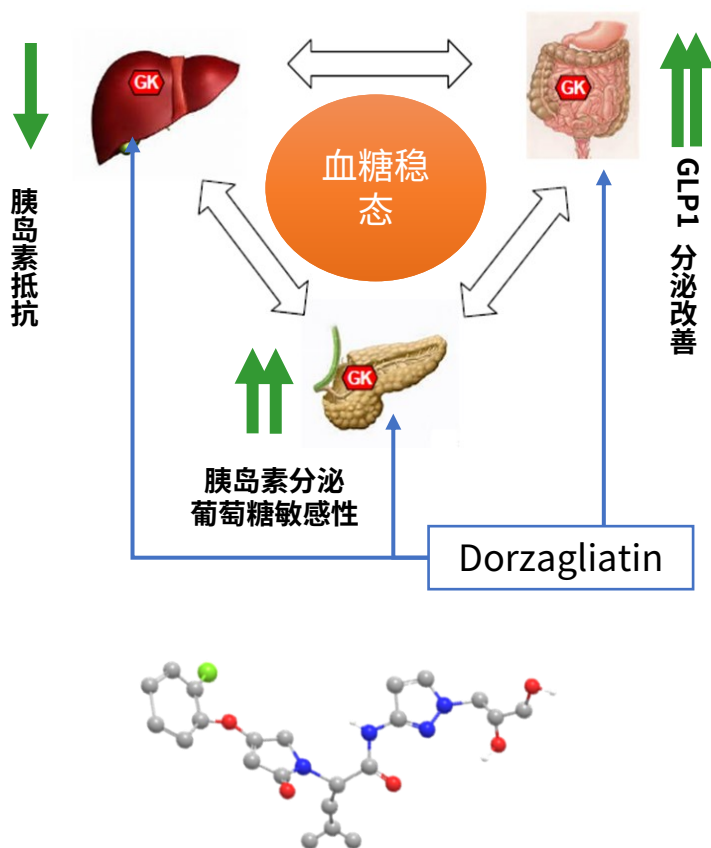 GK
GK
血糖稳
态
胰岛素抵抗
GLP1 分泌改善
GK
胰岛素分泌
葡萄糖敏感性
Dorzagliatin